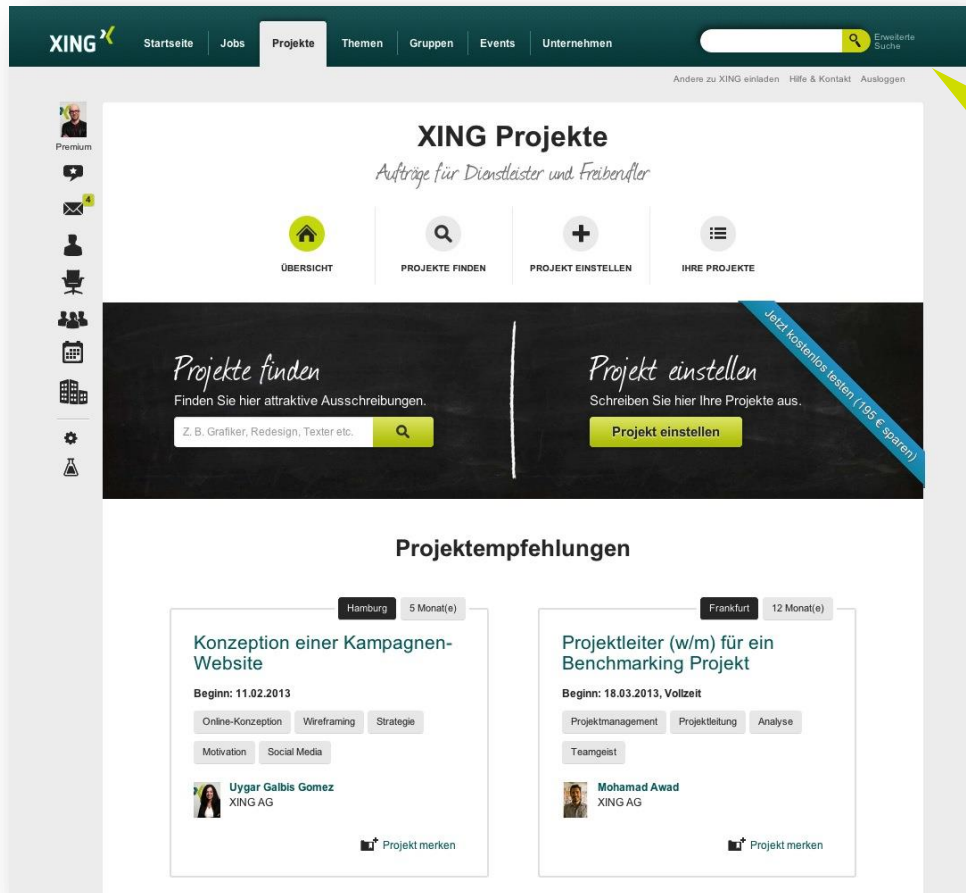 XING
Startseite Jobs Projekte Themen Gruppen Events Unternehmen
Erweiterte
Suche
Andere zu XING einladen Hilfe & Kontakt Ausloggen
Premium
4
XING Projekte
Aufträge für Dienstleister und Freiberufler
ÜBERSICHT PROJEKTE FINDEN PROJEKT EINSTELLEN IHRE PROJEKTE
Jetzt kostenlos testen (195 € sparen)
Projekte finden
Finden Sie hier attraktive Ausschreibungen.
Z. B. Grafiker, Redesign, Texter etc.
Projekt einstellen
Schreiben Sie hier Ihre Projekte aus.
Projekt einstellen
Projektempfehlungen
Hamburg 5 Monat(e)
Konzeption einer Kampagnen-
Website
Beginn: 11.02.2013
Online-Konzeption Wireframing Strategie
Motivation Social Media
Uygar Galbis Gomez
XING AG
Projekt merken
Frankfurt 12 Monat(e)
Projektleiter (w/m) für ein
Benchmarking Projekt
Beginn: 18.03.2013, Vollzeit
Projektmanagement Projektleitung Analyse
Teamgeist
Mohamad Awad
XING AG
Projekt merken